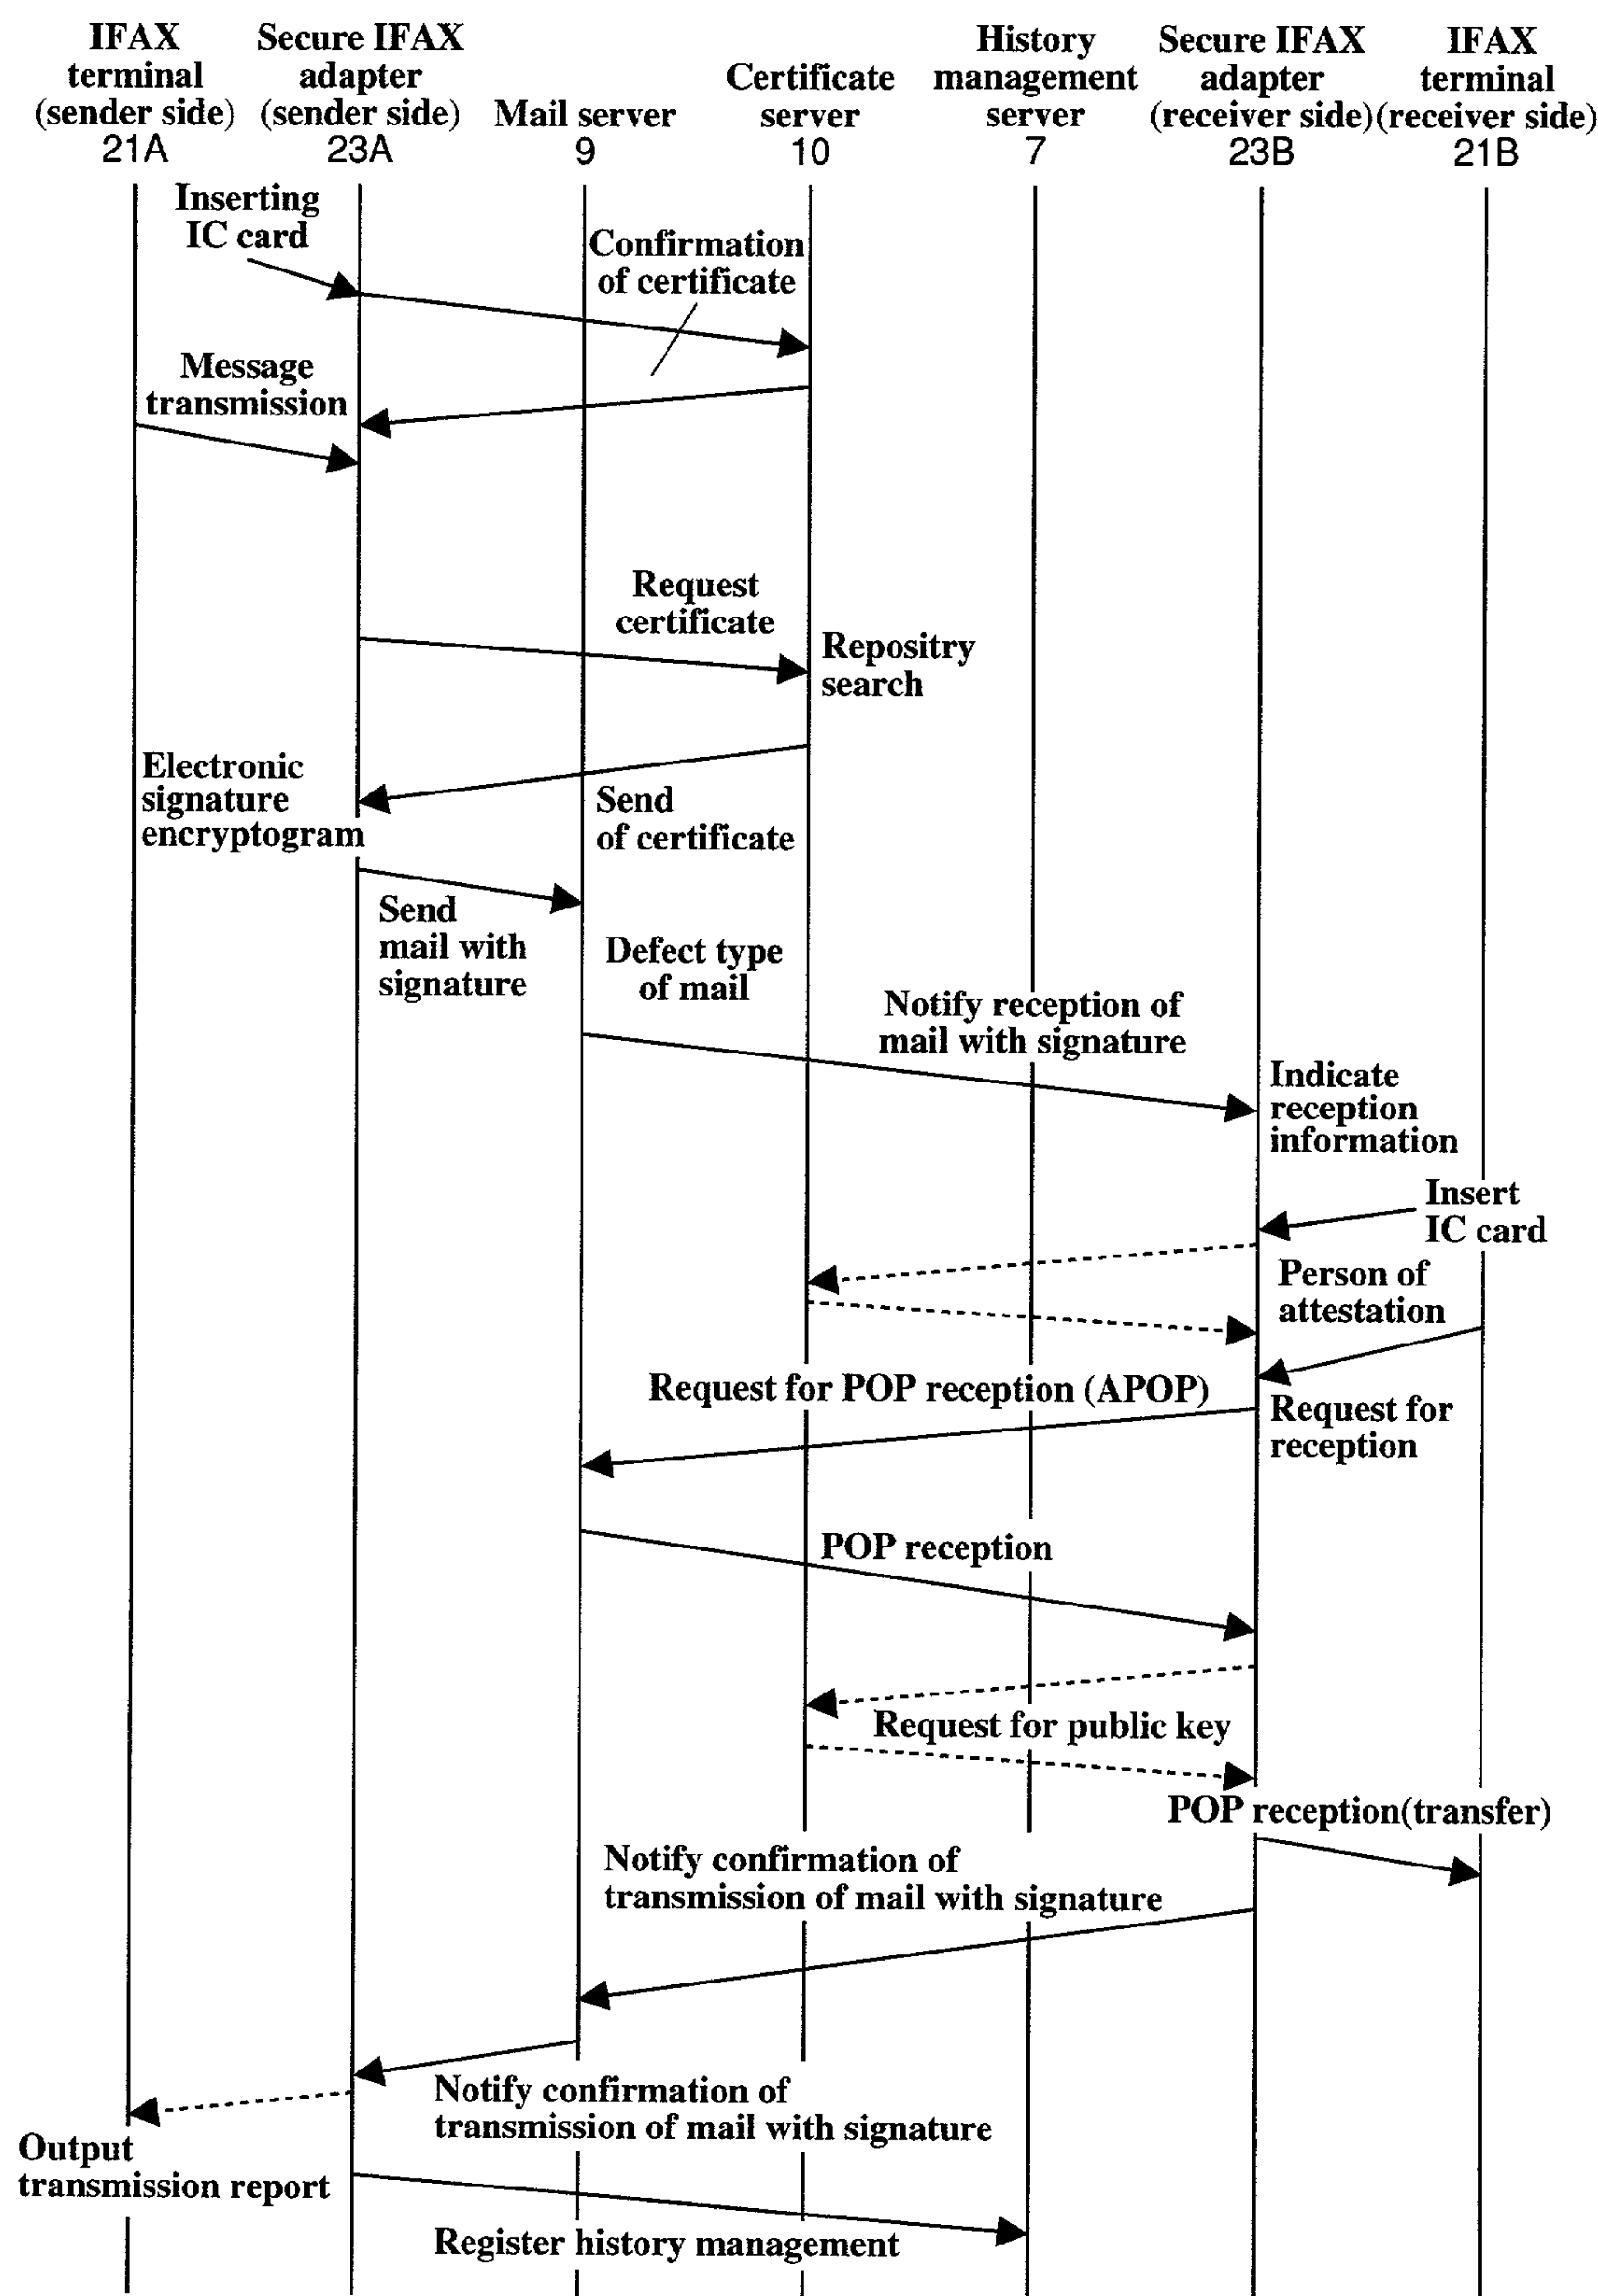 IFAX
terminal
(sender side)
21A
Secure IFAX
adapter
(sender side)
23A
Mail server
9
Certificate
server
10
History
management
server
7
Secure IFAX
adapter
(receiver side)
23B
IFAX
terminal
(receiver side)
21B
Inserting
IC card
Confirmation
of certificate
Message
transmission
Request
certificate
Repositry
search
Electronic
signature
encryptogram
Send
of certificate
Send
mail with
signature
Defect type
of mail
Notify reception of
mail with signature
Indicate
reception
information
Insert
IC card
Person of
attestation
Request for POP reception (APOP)
Request for
reception
POP reception
Request for public key
POP reception(transfer)
Notify confirmation of
transmission of mail with signature
Notify confirmation of
transmission of mail with signature
Output
transmission report
Register history management